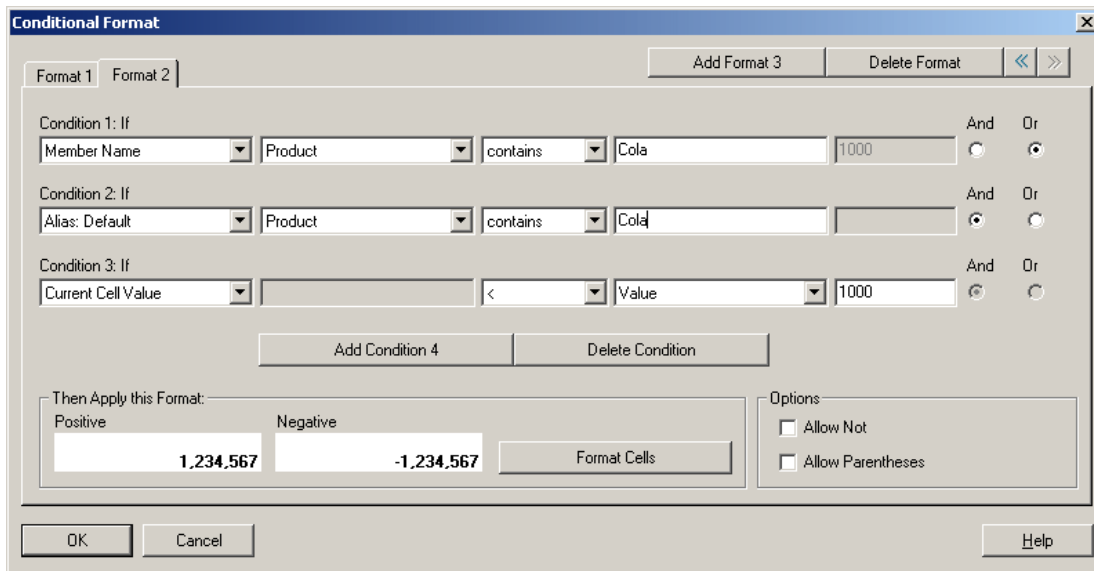 Conditional Format
Add Format 3 Delete Format
Format 1 Format 2
Condition 1: If And Or
Member Name Product contains Cola 1000
Condition 2: If And Or
Alias: Default Product contains Cola
Condition 3: If And Or
Current Cell Value < Value 1000
Add Condition 4 Delete Condition
Then Apply this Format: Options
Positive Negative Allow Not
1,234,567 -1,234,567 Format Cells Allow Parentheses
OK Cancel Help